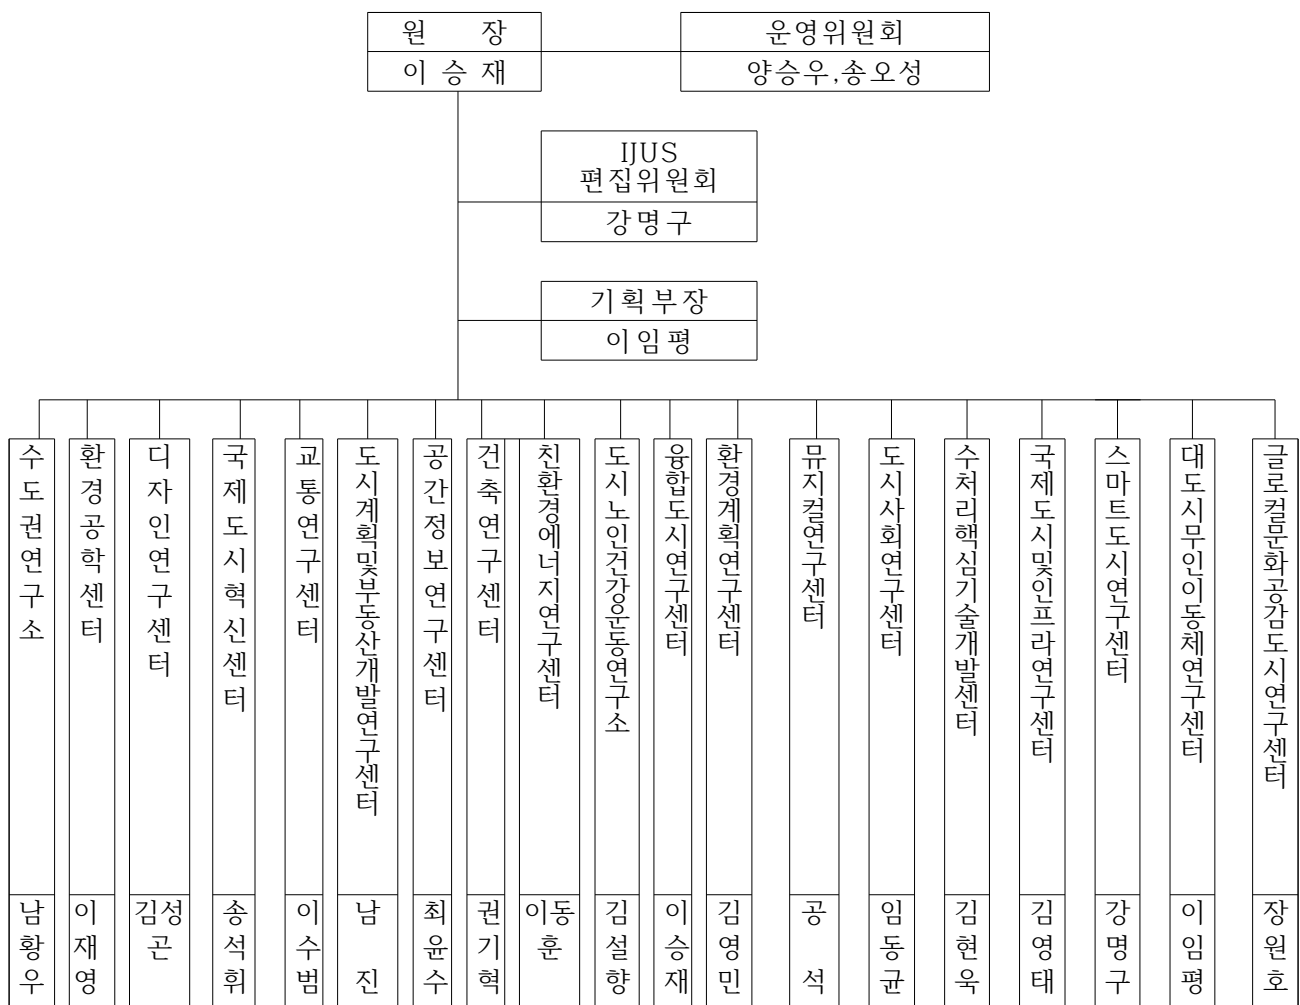 원 장
운영위원회
이 승 재
양승우,송오성
IJUS
편집위원회
강명구
기획부장
이임평
수도권연구소
환경공학센터
디자인연구센터
국제도시혁신센터
교통연구센터
도시계획및부동산개발연구센터
공간정보연구센터
건축연구센터
친환경에너지연구센터
도시노인건강운동연구소
융합도시연구센터
환경계획연구센터
뮤지컬연구센터
도시사회연구센터
수처리핵심기술개발센터
국제도시및인프라연구센터
스마트도시연구센터
대도시무인이동체연구센터
글로컬문화공감도시연구센터
남황우
이재영
김성곤
송석휘
이수범
남 진
최윤수
권기혁
이동훈
김설향
이승재
김영민
공 석
임동균
김현욱
김영태
강명구
이임평
장원호